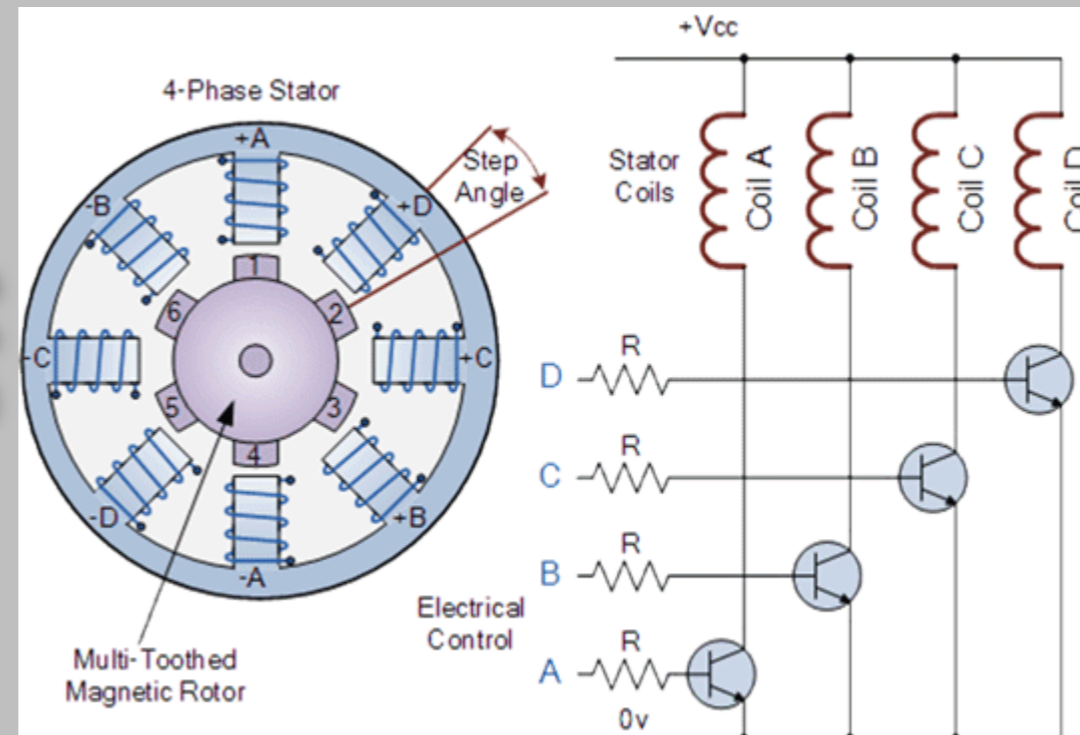 +Vcc
4-Phase Stator
+A
Step
Angle
Stator
Coils
Coil A
Coil B
Coil C
Coil D
-B
+D
1
6
2
-C
+C
5
3
4
-D
+B
-A
R
D
R
C
R
B
R
A
0v
Electrical
Control
Multi-Toothed
Magnetic Rotor